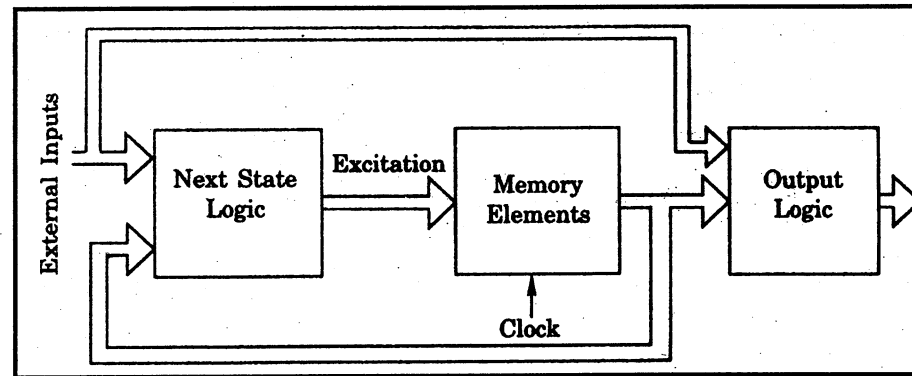 External Inputs
Next State
Logic
Excitation
Memory
Elements
Clock
Output
Logic